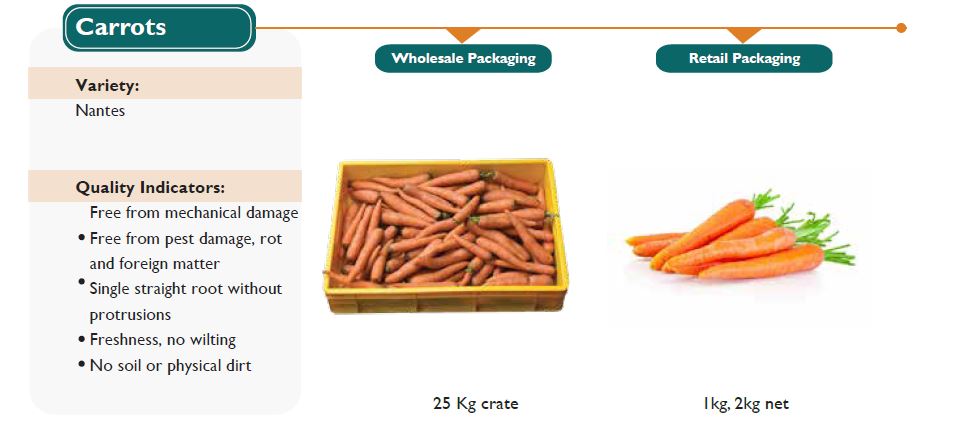 Carrots
Wholesale Packaging
Retail Packaging
Variety:
Nantes
Quality Indicators:
Free from mechanical damage
• Free from pest damage, rot
and foreign matter
• Single straight root without
protrusions
• Freshness, no wilting
• No soil or physical dirt
25 Kg crate
1kg, 2kg net